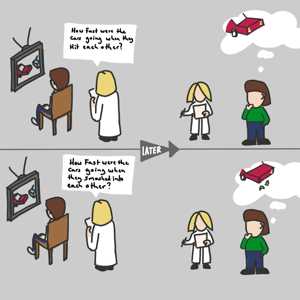 How Fast were the
cars going when they
Hit each other?
LATER
How Fast were the
cars going when
they Smashed into
each other?